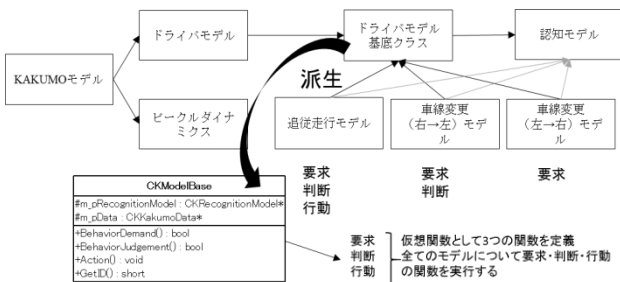 ドライバモデル
ドライバモデル
基底クラス
認知モデル
KAKUMOモデル
派生
ビークルダイナ
ミクス
追従走行モデル
車線変更
(右→左)モデ
ル
車線変更
(左→右)モデ
ル
要求
判断
行動
要求
判断
要求
CKModelBase
#m_pRecognitionModel : CKRecognitionModel*
#m_pData : CKKakumoData*
+BehaviorDemand() : bool
+BehaviorJudgement() : bool
+Action() : void
+GetID() : short
要求
判断
行動
仮想関数として3つの関数を定義
全てのモデルについて要求・判断・行動
の関数を実行する